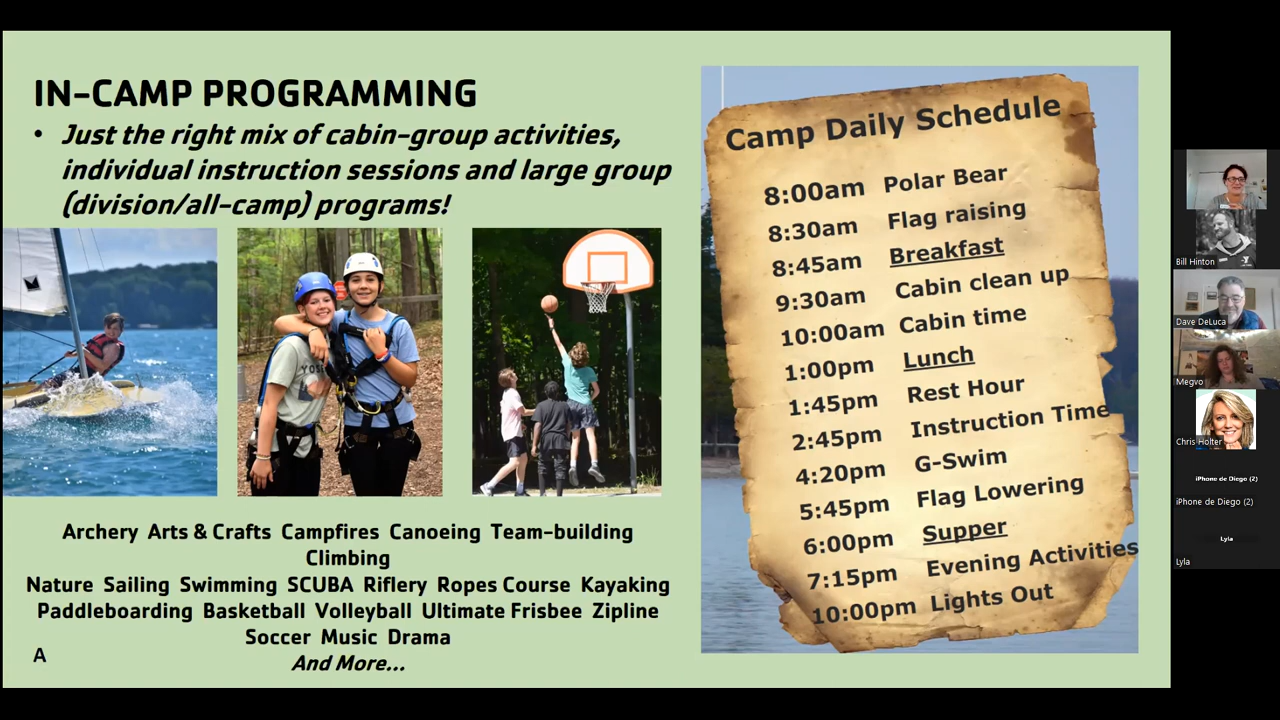 IN-CAMP PROGRAMMING
• Just the right mix of cabin-group activities,
individual instruction sessions and large group
(division/all-camp) programs!
Archery Arts & Crafts Campfires Canoeing Team-building
Climbing
Nature Sailing Swimming SCUBA Riflery Ropes Course Kayaking
Paddleboarding Basketball Volleyball Ultimate Frisbee Zipline
Soccer Music Drama
And More...
A
Camp Daily Schedule
8:00am Polar Bear
8:30am Flag raising
8:45am Breakfast
9:30am Cabin clean up
10:00am Cabin time
1:00pm Lunch
1:45pm Rest Hour
2:45pm Instruction Time
4:20pm G-Swim
5:45pm Flag Lowering
6:00pm Supper
7:15pm Evening Activities
10:00pm Lights Out
Bill Hinton
Dave DeLuca
Megvo
Chris Holter
iPhone de Diego (2)
iPhone de Diego (2)
Lyla
Lyla